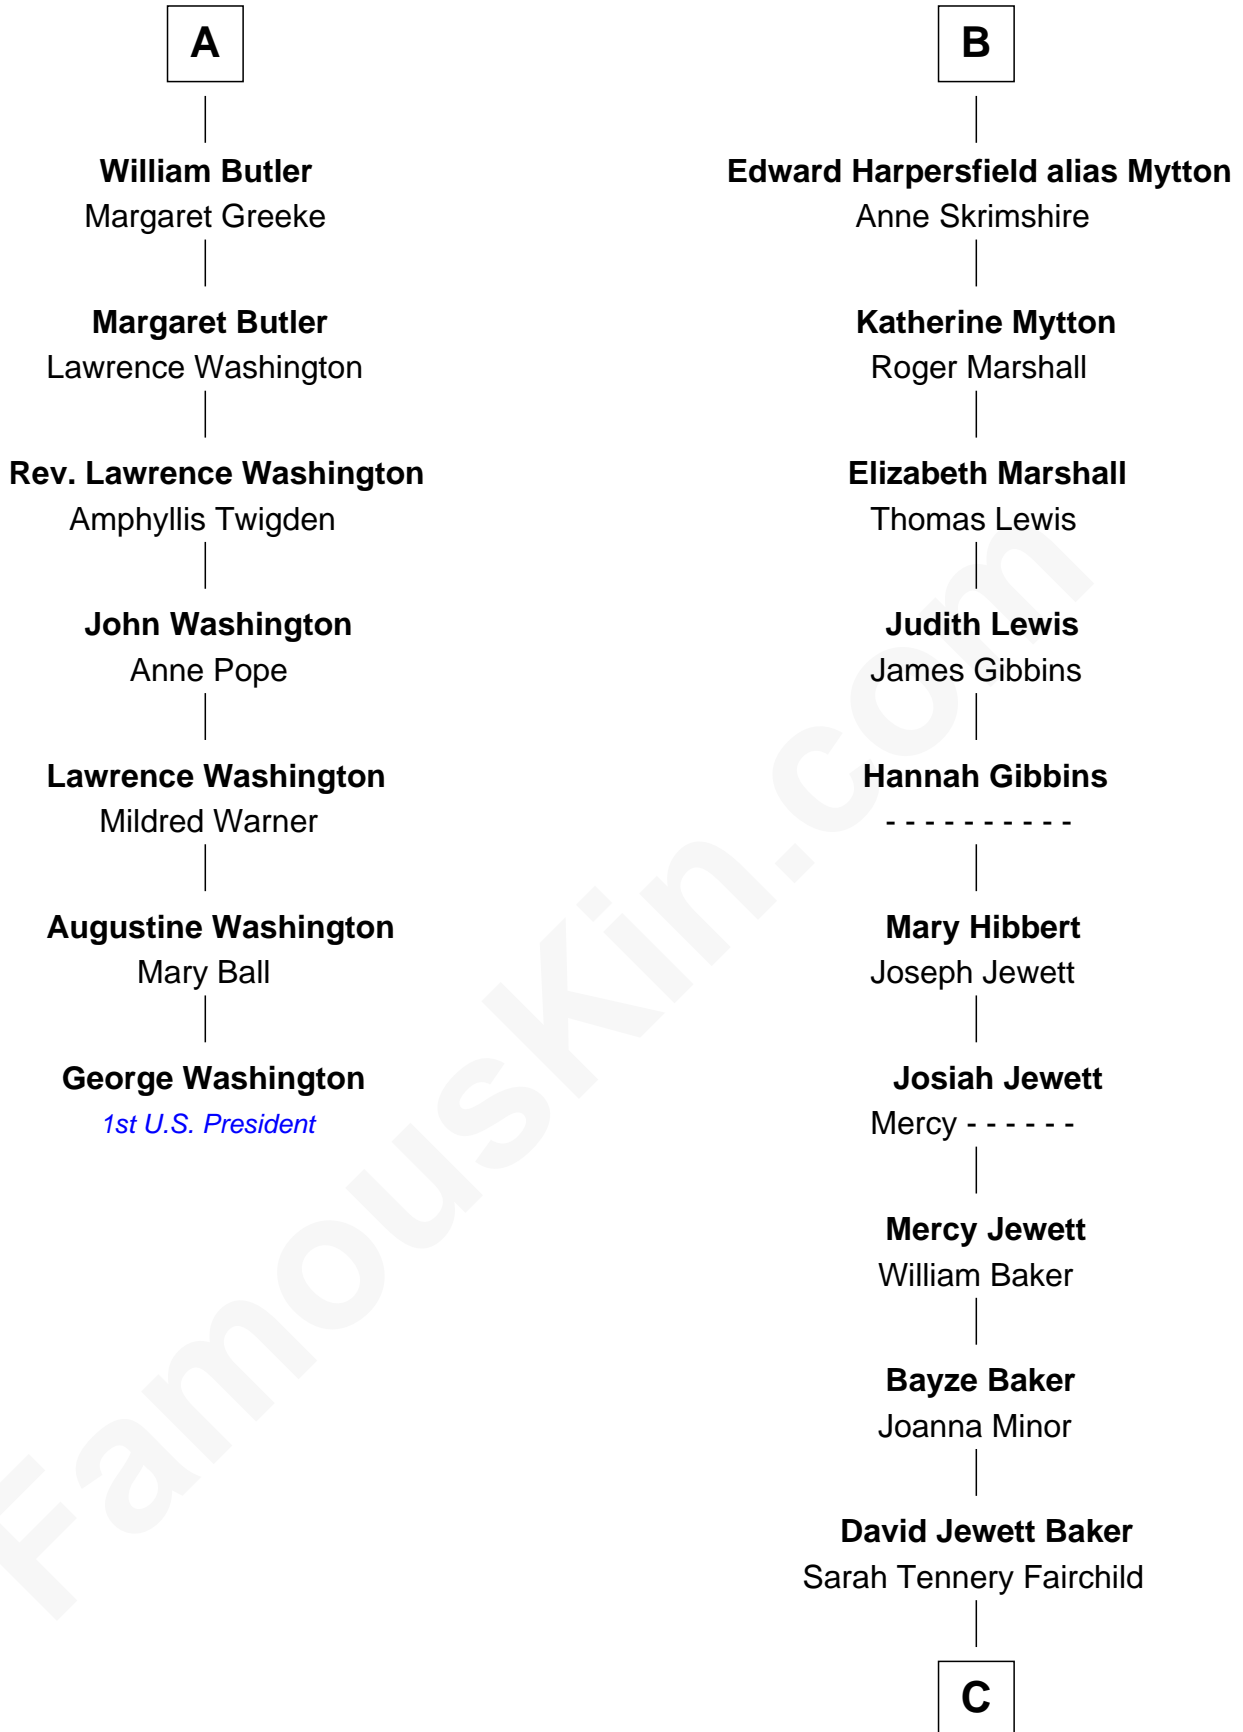 A
William Butler
Margaret Greeke
Margaret Butler
Lawrence Washington
Rev. Lawrence Washington
Amphyllis Twigden
John Washington
Anne Pope
Lawrence Washington
Mildred Warner
Augustine Washington
Mary Ball
George Washington
1st U.S. President
B
Edward Harpersfield alias Mytton
Anne Skrimshire
Katherine Mytton
Roger Marshall
Elizabeth Marshall
Thomas Lewis
Judith Lewis
James Gibbins
Hannah Gibbins
- - - - - - - - - -
Mary Hibbert
Joseph Jewett
Josiah Jewett
Mercy - - - - - -
Mercy Jewett
William Baker
Bayze Baker
Joanna Minor
David Jewett Baker
Sarah Tennery Fairchild
C
FamousKin.com